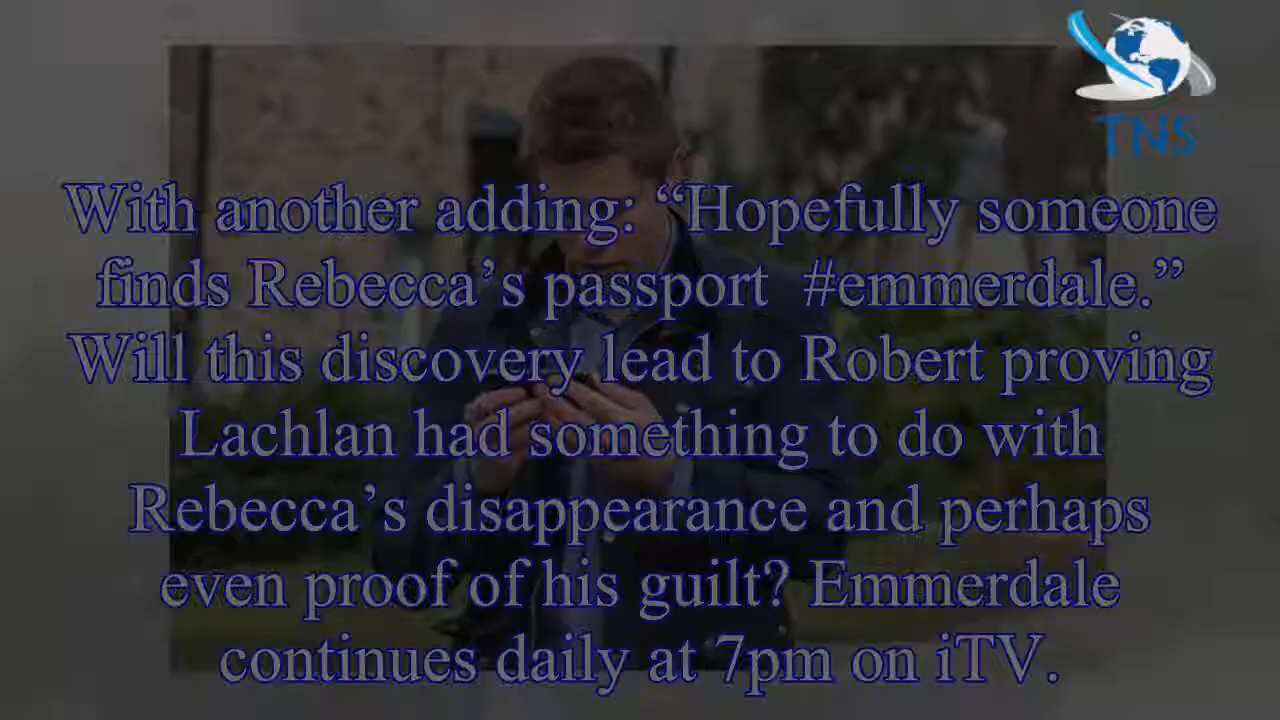 TNS
With another adding: “Hopefully someone
finds Rebecca’s passport #emmerdale.”
Will this discovery lead to Robert proving
Lachlan had something to do with
Rebecca’s disappearance and perhaps
even proof of his guilt? Emmerdale
continues daily at 7pm on iTV.